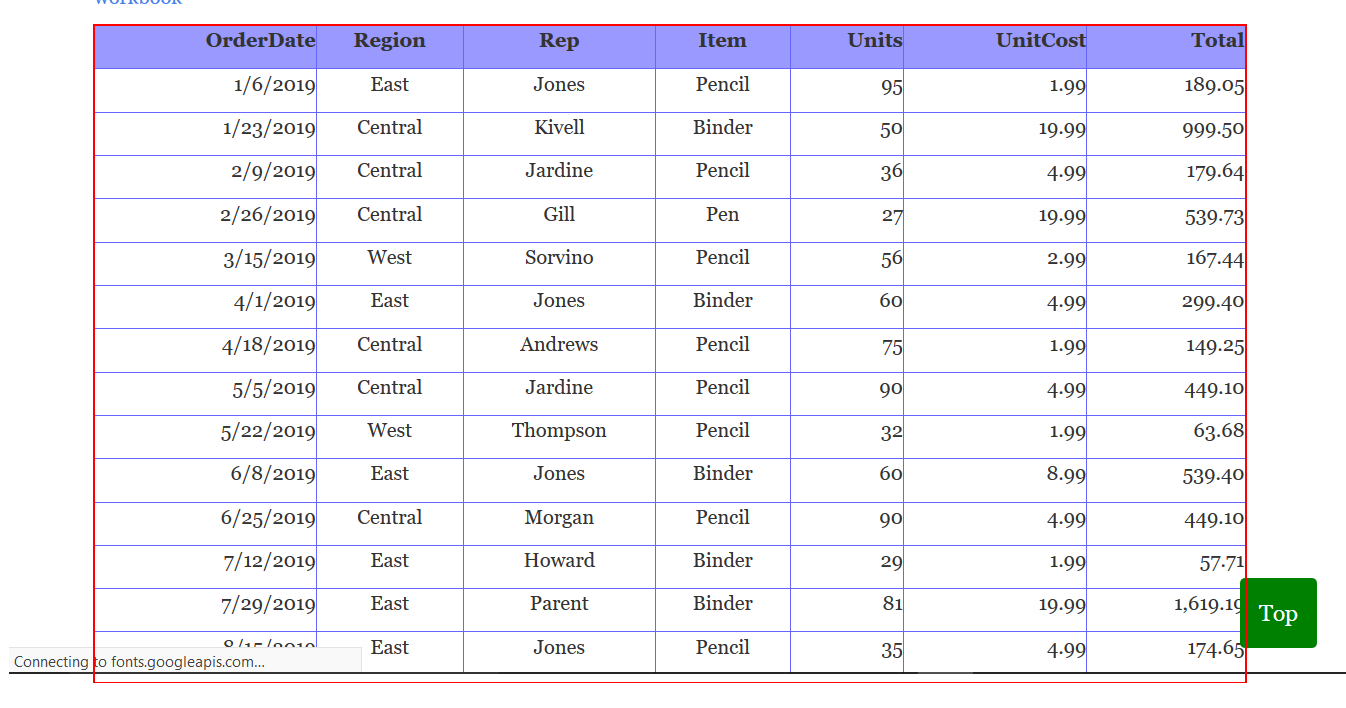 workbook
OrderDate Region Rep Item Units UnitCost Total
1/6/2019 East Jones Pencil 95 1.99 189.05
1/23/2019 Central Kivell Binder 50 19.99 999.50
2/9/2019 Central Jardine Pencil 36 4.99 179.64
2/26/2019 Central Gill Pen 27 19.99 539.73
3/15/2019 West Sorvino Pencil 56 2.99 167.44
4/1/2019 East Jones Binder 60 4.99 299.40
4/18/2019 Central Andrews Pencil 75 1.99 149.25
5/5/2019 Central Jardine Pencil 90 4.99 449.10
5/22/2019 West Thompson Pencil 32 1.99 63.68
6/8/2019 East Jones Binder 60 8.99 539.40
6/25/2019 Central Morgan Pencil 90 4.99 449.10
7/12/2019 East Howard Binder 29 1.99 57.71
7/29/2019 East Parent Binder 81 19.99 1,619.19
Top
8/15/2019 East Jones Pencil 35 4.99 174.65
Connecting to fonts.googleapis.com...